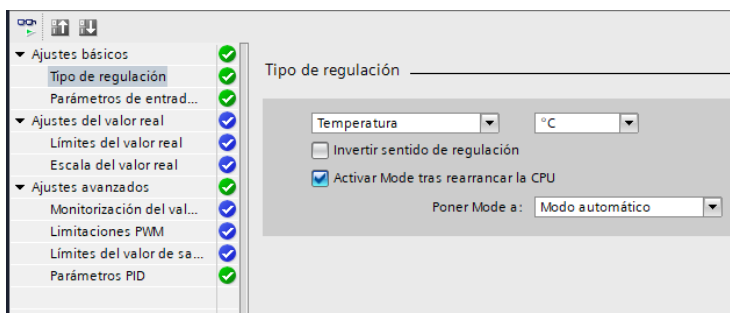 Ajustes básicos
Tipo de regulación
Parámetros de entrad...
Ajustes del valor real
Límites del valor real
Escala del valor real
Ajustes avanzados
Monitorización del val...
Limitaciones PWM
Límites del valor de sa...
Parámetros PID
Tipo de regulación
Temperatura °C
Invertir sentido de regulación
Activar Mode tras rearrancar la CPU
Poner Mode a: Modo automático